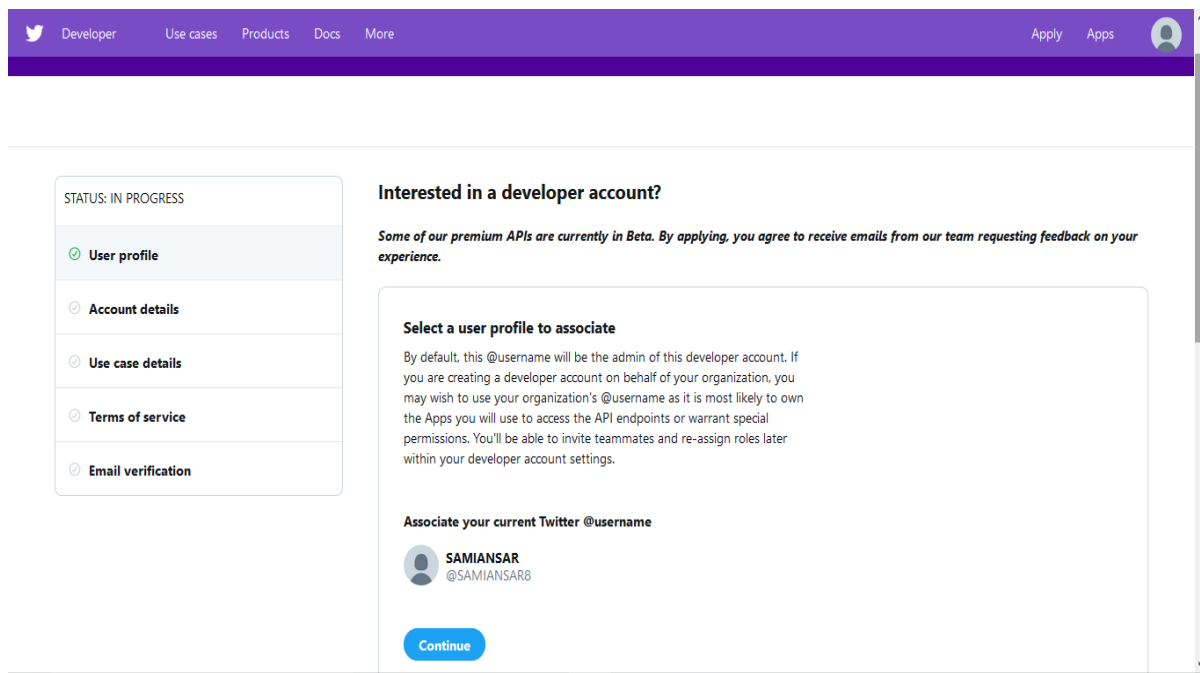 Developer Use cases Products Docs More Apply Apps
STATUS: IN PROGRESS
User profile
Account details
Use case details
Terms of service
Email verification
Interested in a developer account?
Some of our premium APIs are currently in Beta. By applying, you agree to receive emails from our team requesting feedback on your
experience.
Select a user profile to associate
By default, this @username will be the admin of this developer account. If
you are creating a developer account on behalf of your organization, you
may wish to use your organization's @username as it is most likely to own
the Apps you will use to access the API endpoints or warrant special
permissions. You'll be able to invite teammates and re-assign roles later
within your developer account settings.
Associate your current Twitter @username
SAMIANSAR
@SAMIANSAR8
Continue